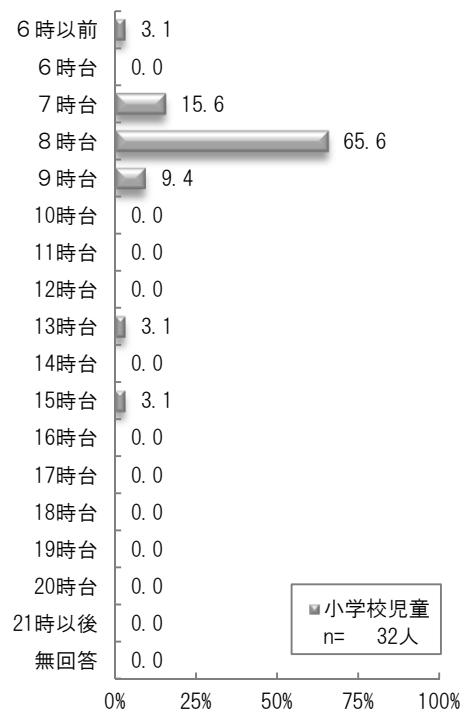 ６時以前 3.1
６時台 0.0
７時台 15.6
８時台 65.6
９時台 9.4
10時台 0.0
11時台 0.0
12時台 0.0
13時台 3.1
14時台 0.0
15時台 3.1
16時台 0.0
17時台 0.0
18時台 0.0
19時台 0.0
20時台 0.0
21時以後 0.0
無回答 0.0
小学校児童
n= 32人
0% 25% 50% 75% 100%